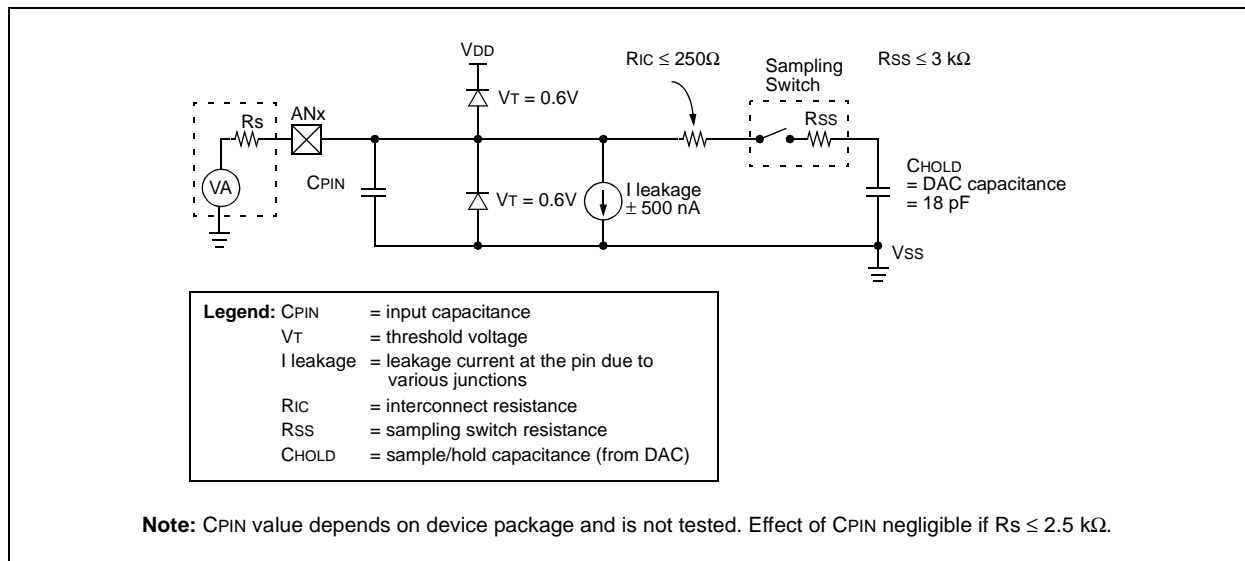 VDD
RIC ≤ 250Ω
Sampling
Switch
RSS ≤ 3 kΩ
VT = 0.6V
Rs
ANx
RSS
VA
CPIN
VT = 0.6V
I leakage
± 500 nA
CHOLD
= DAC capacitance
= 18 pF
VSS
Legend: CPIN = input capacitance
VT = threshold voltage
I leakage = leakage current at the pin due to
various junctions
RIC = interconnect resistance
RSS = sampling switch resistance
CHOLD = sample/hold capacitance (from DAC)
Note: CPIN value depends on device package and is not tested. Effect of CPIN negligible if Rs ≤ 2.5 kΩ.